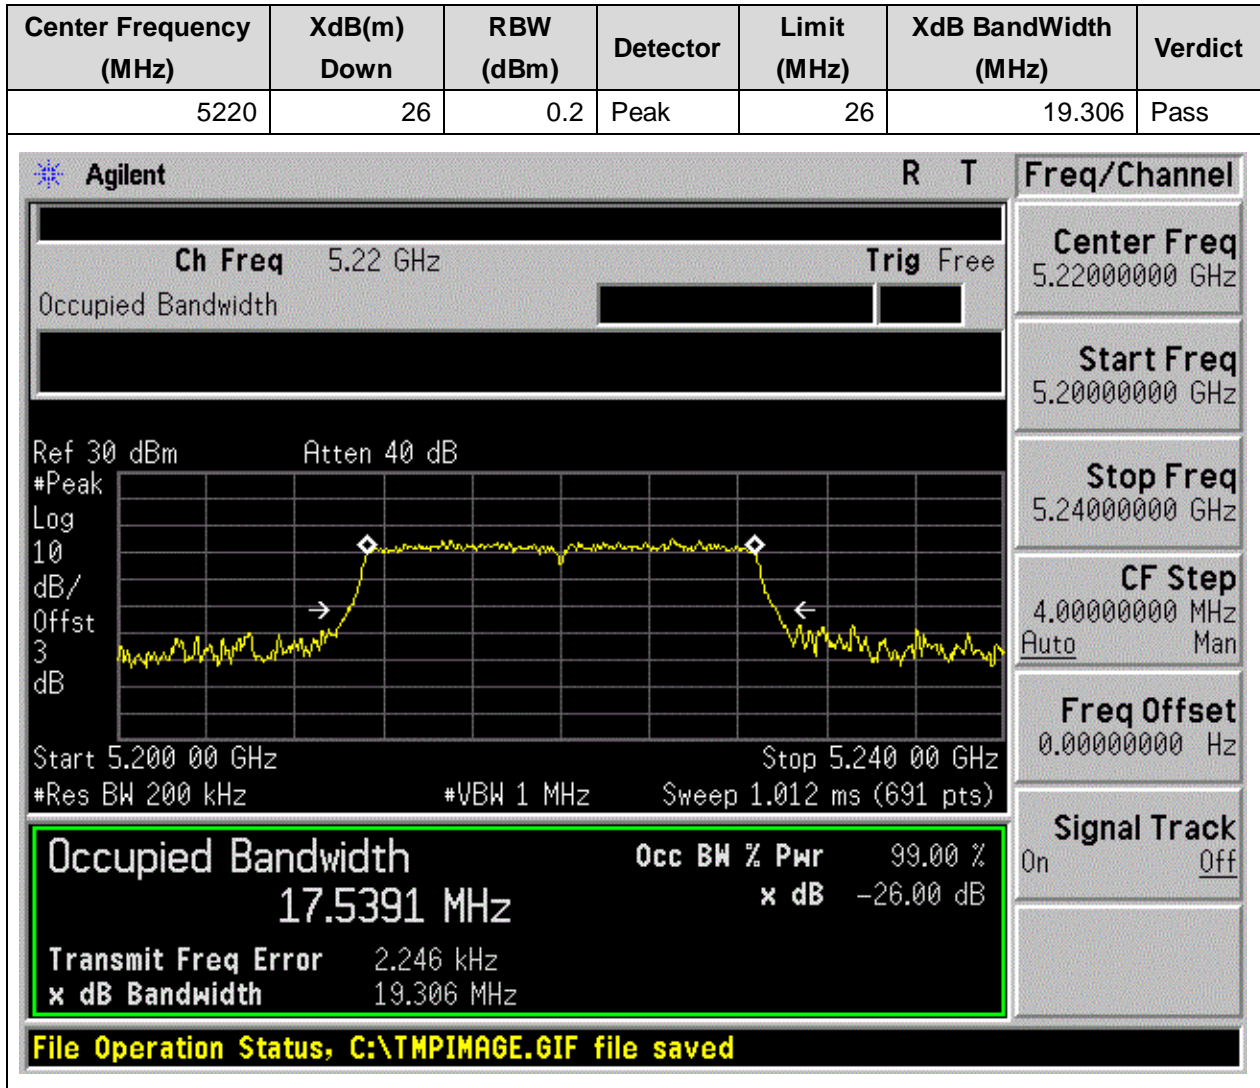 Center Frequency (MHz) XdB(m) Down RBW (dBm) Detector Limit (MHz) XdB BandWidth (MHz) Verdict
5220 26 0.2 Peak 26 19.306 Pass
Agilent R T Freq/Channel
Ch Freq 5.22 GHz Trig Free
Occupied Bandwidth
Center Freq
5.22000000 GHz
Start Freq
5.20000000 GHz
Stop Freq
5.24000000 GHz
CF Step
4.00000000 MHz
Auto Man
Freq Offset
0.00000000 Hz
Signal Track
On Off
Ref 30 dBm Atten 40 dB
#Peak
Log
10
dB/
Offst
3
dB
Start 5.200 00 GHz Stop 5.240 00 GHz
#Res BW 200 kHz #VBW 1 MHz Sweep 1.012 ms (691 pts)
Occupied Bandwidth Occ BW % Pwr 99.00 %
17.5391 MHz x dB -26.00 dB
Transmit Freq Error 2.246 kHz
x dB Bandwidth 19.306 MHz
File Operation Status, C:\TMPIMAGE.GIF file saved